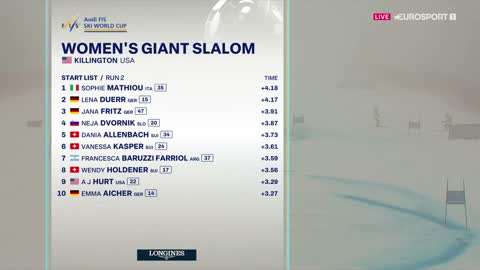 F I S
Audi FIS
SKI WORLD CUP
WOMEN'S GIANT SLALOM
KILLINGTON USA
START LIST / RUN 2 TIME
1 SOPHIE MATHIOU ITA 35 +4.18
2 LENA DUERR GER 15 +4.17
3 JANA FRITZ GER 47 +3.91
4 NEJA DVORNIK SLO 20 +3.87
5 DANIA ALLENBACH SUI 34 +3.73
6 VANESSA KASPER SUI 24 +3.61
7 FRANCESCA BARUZZI FARRIOL ARG 37 +3.59
8 WENDY HOLDENER SUI 17 +3.56
9 A J HURT USA 22 +3.29
10 EMMA AICHER GER 14 +3.27
LONGINES
LIVE EUROSPORT 1